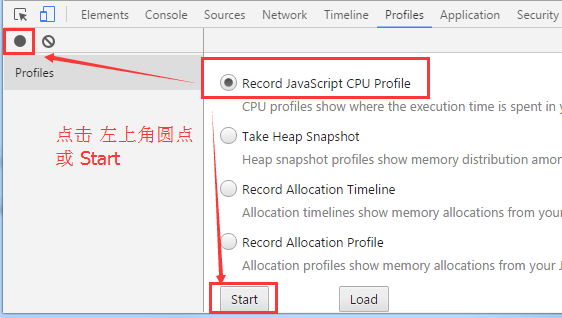 Elements Console Sources Network Timeline Profiles Application Security
Profiles
Record JavaScript CPU Profile
CPU profiles show where the execution time is spent in
Take Heap Snapshot
Heap snapshot profiles show memory distribution
点击 左上角圆点
或 Start
Record Allocation Timeline
Allocation timelines show memory allocations from your
Record Allocation Profile
Allocation profiles show memory allocations from your
Start Load